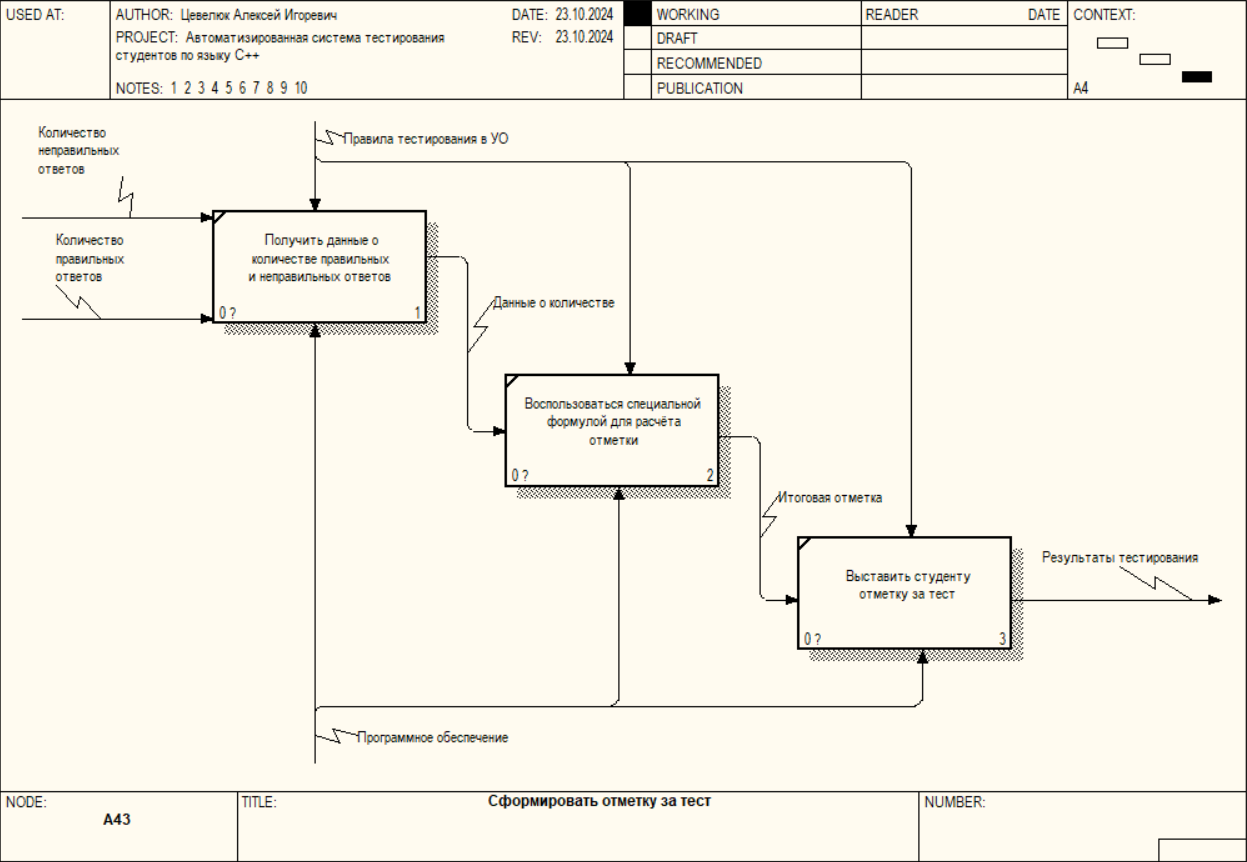 USED AT:
AUTHOR: Цевелюк Алексей Игоревич
DATE: 23.10.2024
PROJECT: Автоматизированная система тестирования
студентов по языку C++
REV: 23.10.2024
NOTES: 1 2 3 4 5 6 7 8 9 10
WORKING
DRAFT
RECOMMENDED
PUBLICATION
READER
DATE
CONTEXT:
A4
Количество
неправильных
ответов
Правила тестирования в УО
Количество
правильных
ответов
Получить данные о
количестве правильных
и неправильных ответов
0 ?
1
Данные о количестве
Воспользоваться специальной
формулой для расчёта
отметки
0 ?
2
Итоговая отметка
Выставить студенту
отметку за тест
0 ?
3
Результаты тестирования
Программное обеспечение
NODE:
A43
TITLE:
Сформировать отметку за тест
NUMBER: